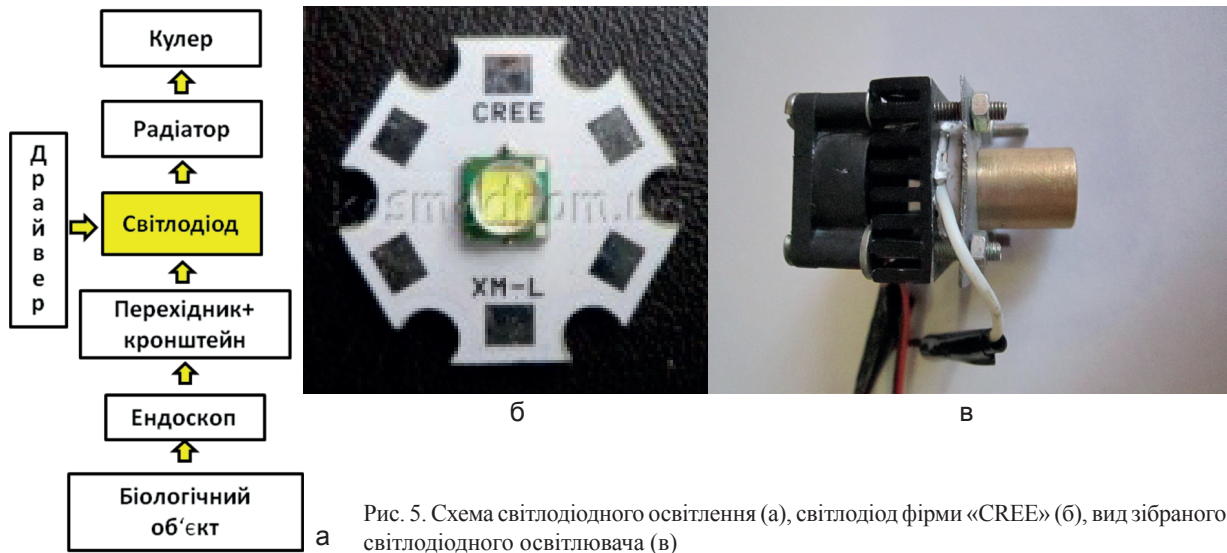 Кулер
Радіатор
Драйвер
Світлодіод
Перехідник+
кронштейн
Ендоскоп
Біологічний
об‘єкт
а
CREE
XM-L
б
в
Рис. 5. Схема світлодіодного освітлення (а), світлодіод фірми «CREE» (б), вид зібраного
світлодіодного освітлювача (в)